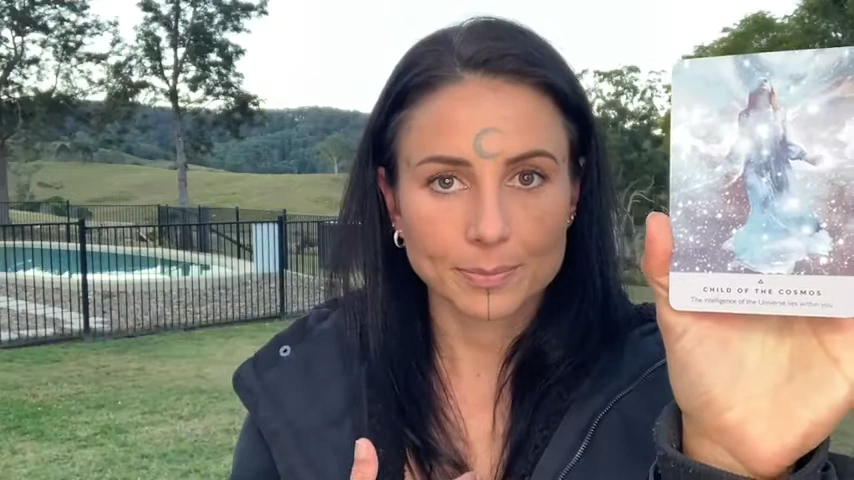 CHILD OF THE COSMOS
The intelligence of the Universe lies within you